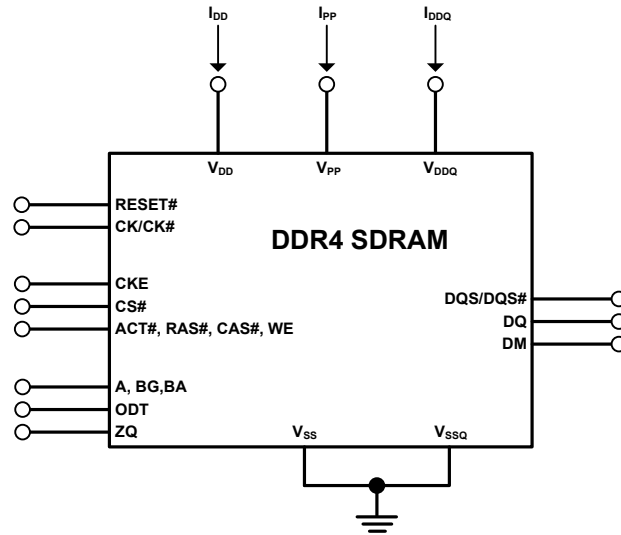 IDD IPP IDDQ
VDD VPP VDDQ
RESET#
CK/CK#
DDR4 SDRAM
CKE
CS#
ACT#, RAS#, CAS#, WE
DQS/DQS#
DQ
DM
A, BG,BA
ODT
ZQ
VSS VSSQ